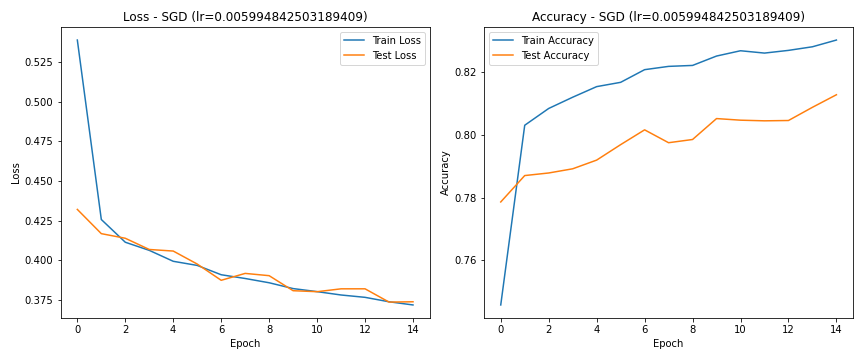 Loss - SGD (lr=0.005994842503189409)
Train Loss
Test Loss
0.525
0.500
0.475
0.450
0.425
0.400
0.375
Loss
0 2 4 6 8 10 12 14
Epoch
Accuracy - SGD (lr=0.005994842503189409)
Train Accuracy
Test Accuracy
0.82
0.80
0.78
0.76
Accuracy
0 2 4 6 8 10 12 14
Epoch